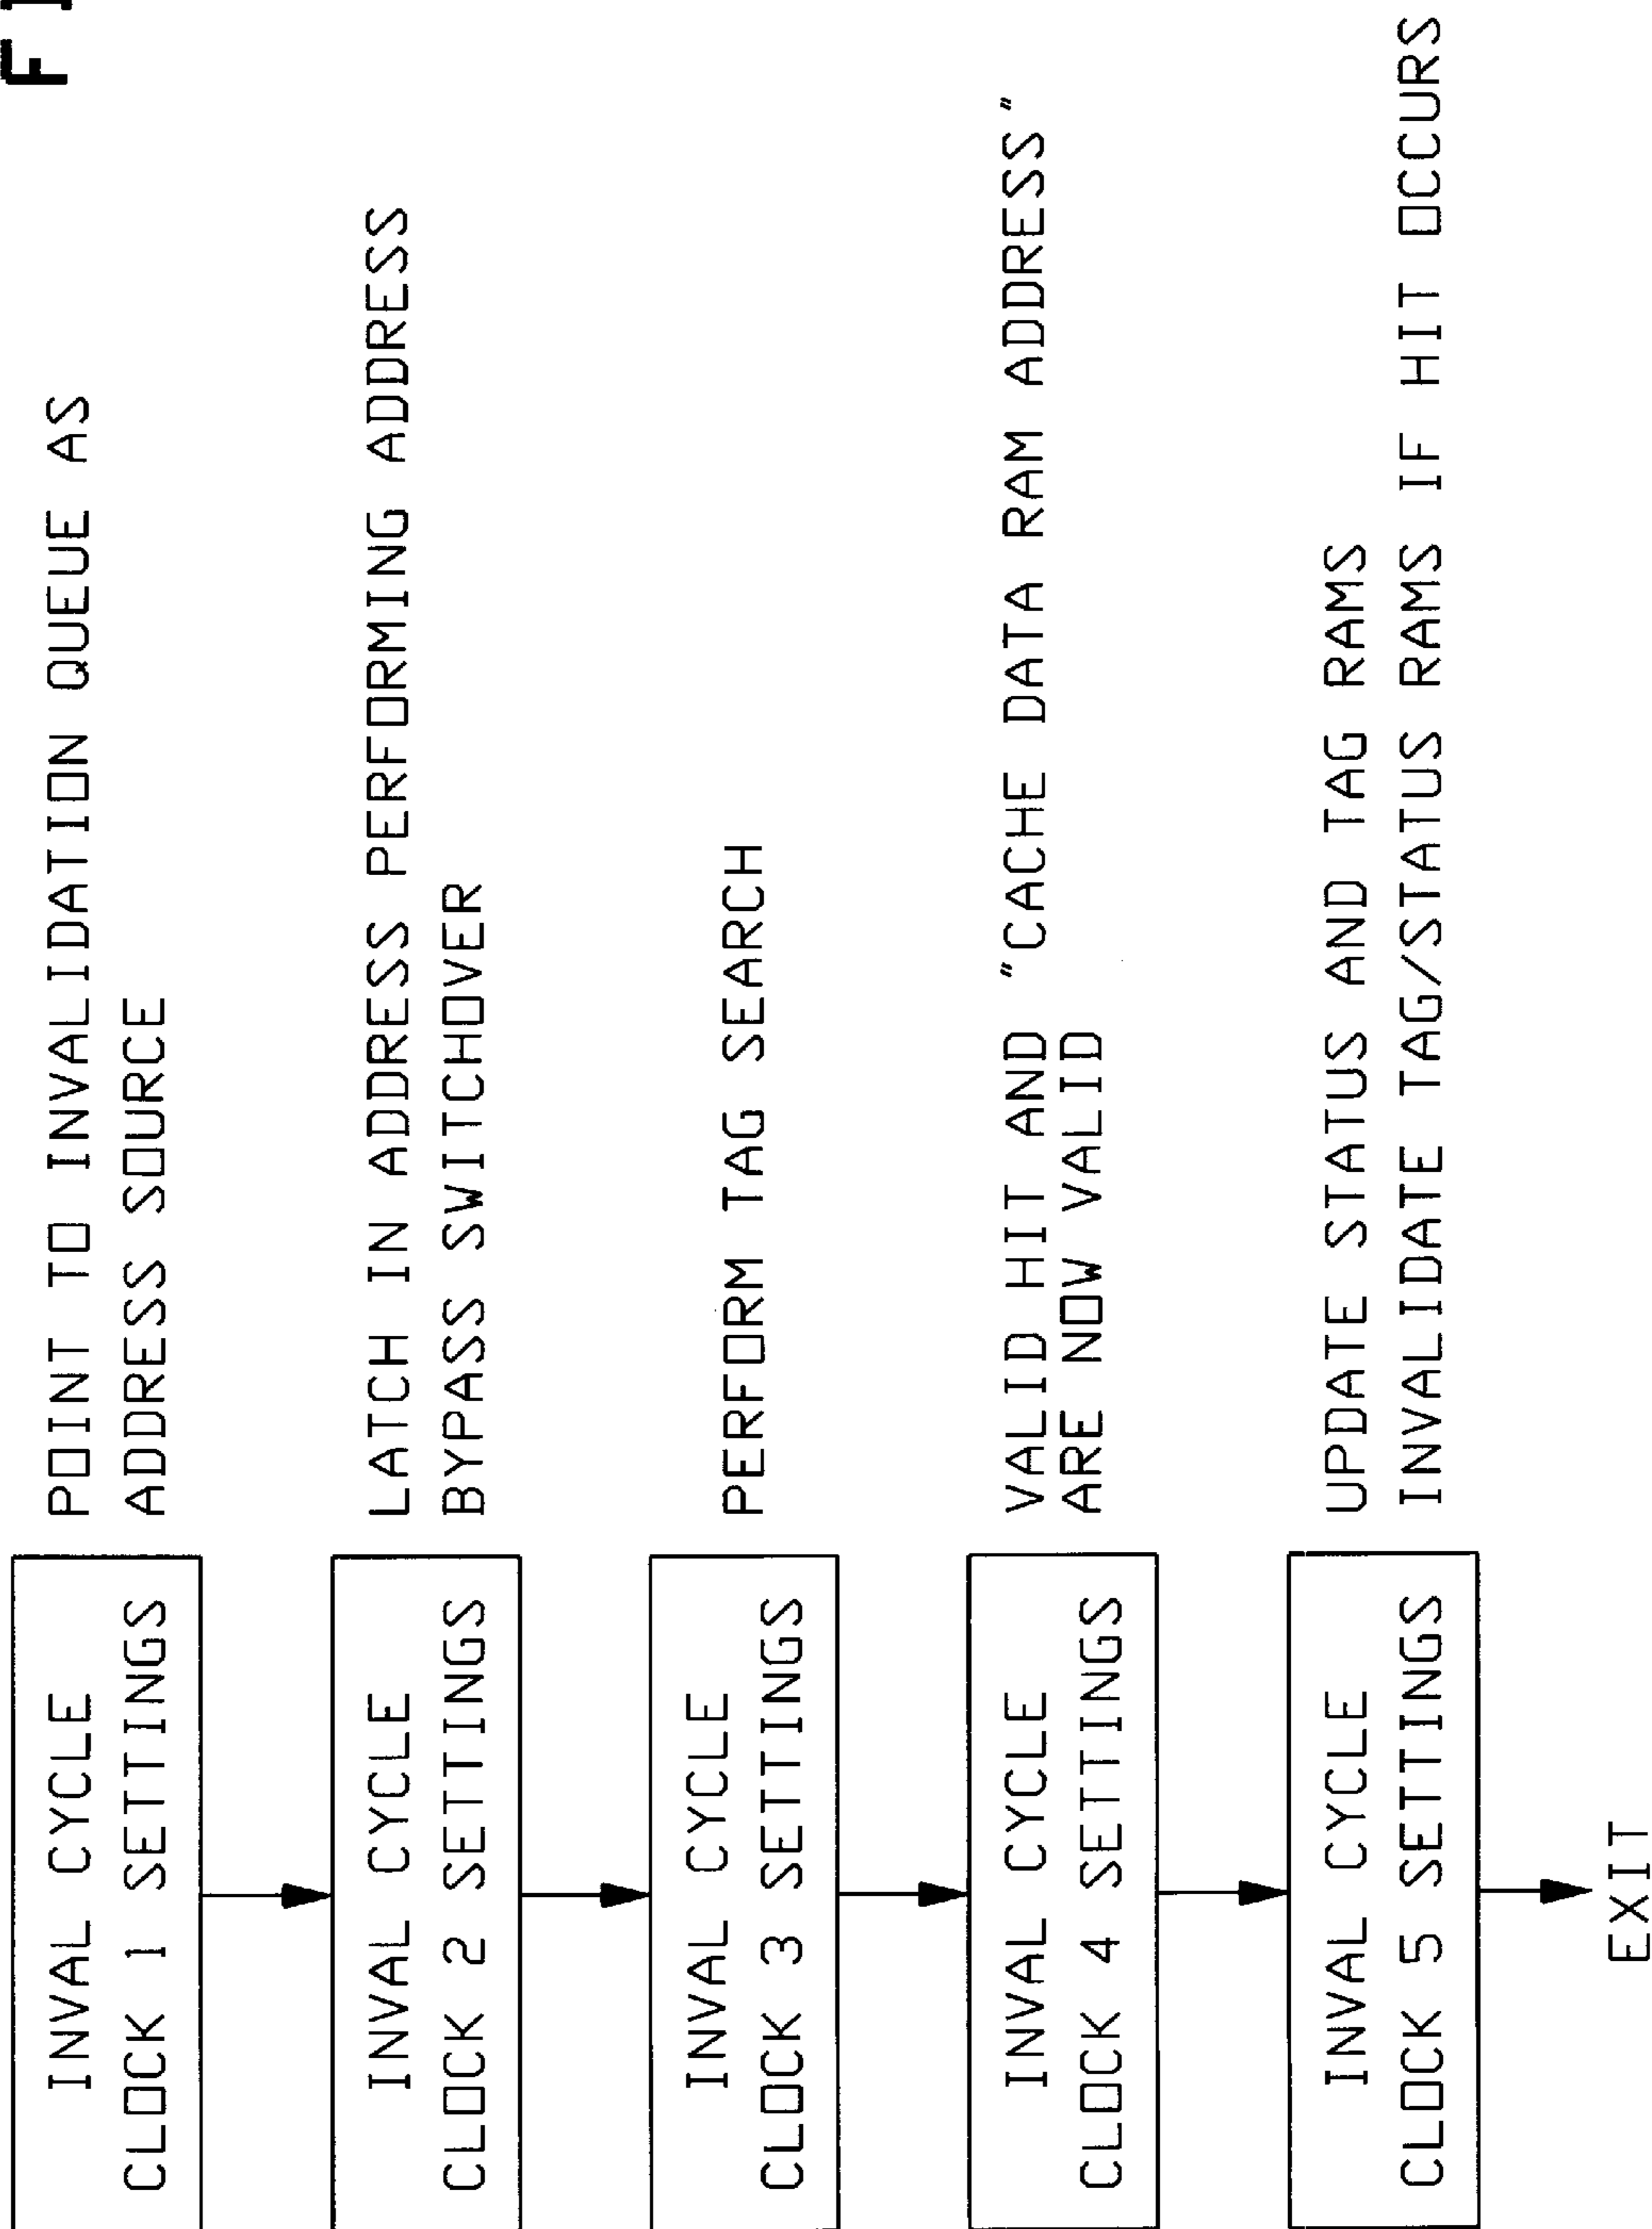 INVAL CYCLE
CLOCK 1 SETTINGS
POINT TO INVALIDATION QUEUE AS
ADDRESS SOURCE
INVAL CYCLE
CLOCK 2 SETTINGS
LATCH IN ADDRESS PERFORMING ADDRESS
BYPASS SWITCHOVER
INVAL CYCLE
CLOCK 3 SETTINGS
PERFORM TAG SEARCH
INVAL CYCLE
CLOCK 4 SETTINGS
VALID HIT AND "CACHE DATA RAM ADDRESS"
ARE NOW VALID
INVAL CYCLE
CLOCK 5 SETTINGS
UPDATE STATUS AND TAG RAMS
INVALIDATE TAG/STATUS RAMS IF HIT OCCURS
EXIT